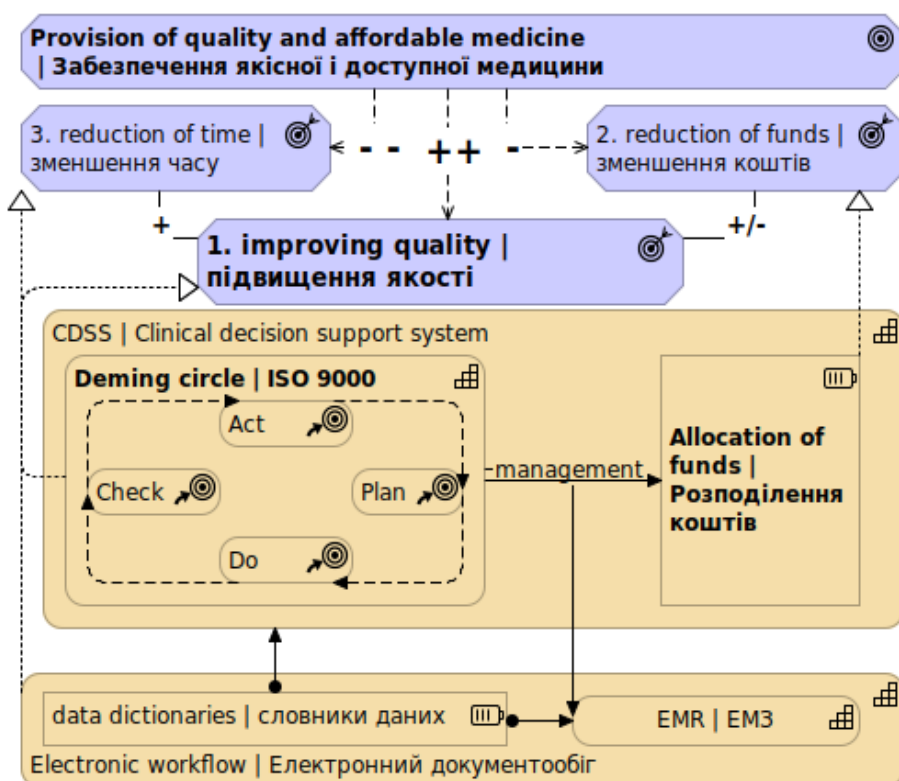 Provision of quality and affordable medicine
| Забезпечення якісної і доступної медицини
3. reduction of time |
зменшення часу
- - ++ -
2. reduction of funds |
зменшення коштів
+
+/-
1. improving quality |
підвищення якості
CDSS | Clinical decision support system
Deming circle | ISO 9000
Act
Check
Plan
Do
management
Allocation of
funds |
Розподілення
коштів
data dictionaries | словники даних
EMR | ЕМЗ
Electronic workflow | Електронний документообіг